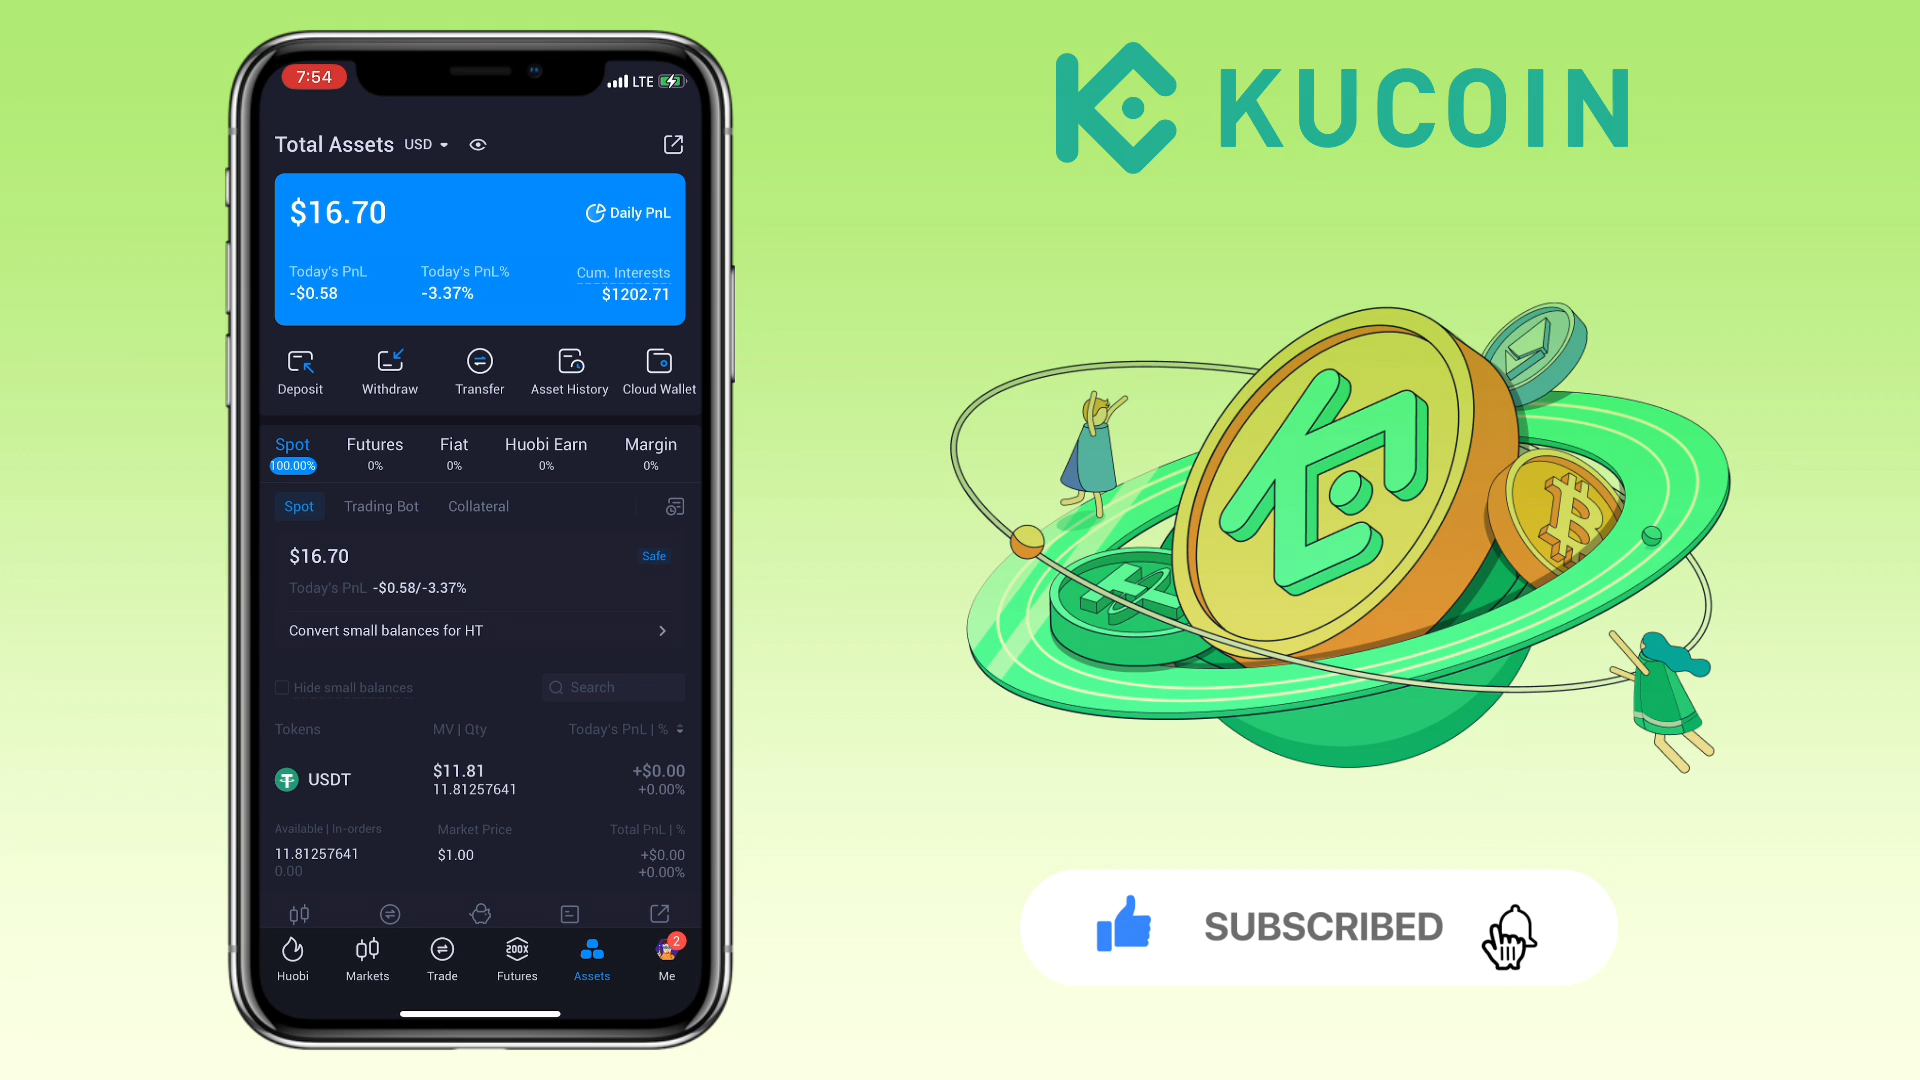 7:54
LTE
Total Assets USD
$16.70
Daily PnL
Today's PnL
Today's PnL%
Cum. Interests
-$0.58
-3.37%
$1202.71
Deposit
Withdraw
Transfer
Asset History
Cloud Wallet
Spot
Futures
Fiat
Huobi Earn
Margin
100.00%
0%
0%
0%
0%
Spot
Trading Bot
Collateral
$16.70
Safe
Today's PnL -$0.58/-3.37%
Convert small balances for HT
Hide small balances
Search
Tokens
MV | Qty
Today's PnL | %
USDT
$11.81
+$0.00
11.81257641
+0.00%
Available | In-orders
Market Price
Total PnL | %
11.81257641
$1.00
+$0.00
0.00
+0.00%
200X
2
Huobi
Markets
Trade
Futures
Assets
Me
KUCOIN
SUBSCRIBED